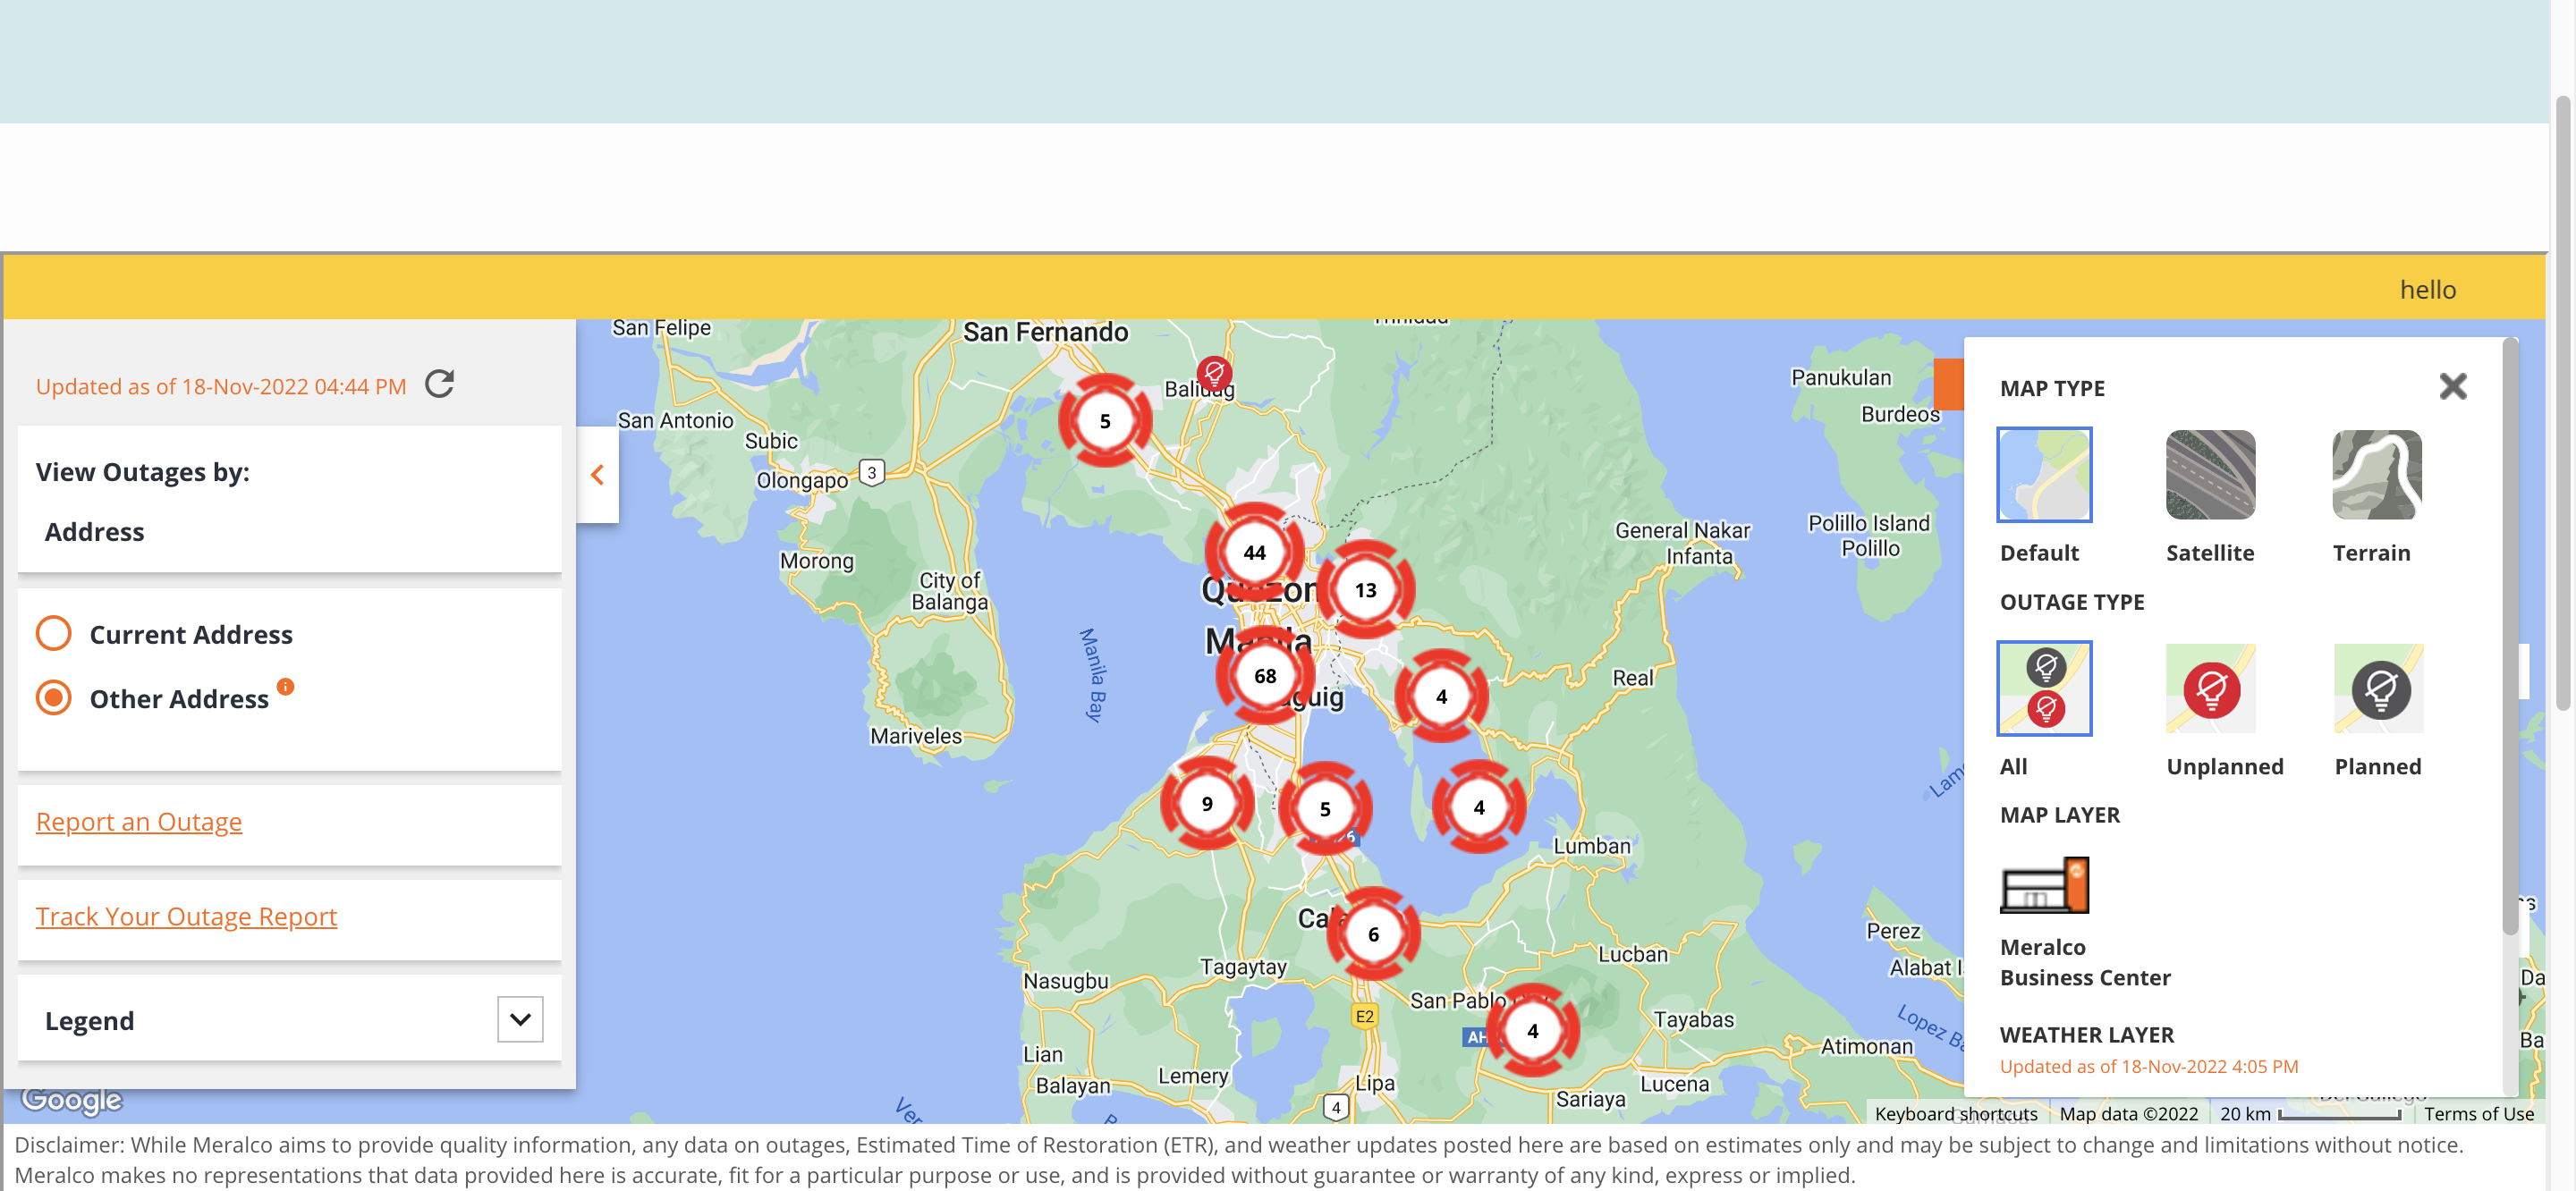 hello
Updated as of 18-Nov-2022 04:44 PM
View Outages by:
Address
Current Address
Other Address
Report an Outage
Track Your Outage Report
Legend
Google
San Felipe
San Fernando
San Antonio
Subic
Olongapo
3
Baliuag
5
Morong
City of
Balanga
44
13
Manila Bay
68
4
Mariveles
9
5
4
6
Tagaytay
Nasugbu
E2
San Pablo
AH
4
Lian
Balayan
Lemery
Lipa
4
General Nakar
Infanta
Real
Lumban
Lucban
Tayabas
Lucena
Sariaya
Atimonan
Panukulan
Burdeos
Polillo Island
Polillo
Perez
Alabat
MAP TYPE
Default
Satellite
Terrain
OUTAGE TYPE
All
Unplanned
Planned
MAP LAYER
Meralco
Business Center
WEATHER LAYER
Updated as of 18-Nov-2022 4:05 PM
Keyboard shortcuts
Map data ©2022
20 km
Terms of Use
Disclaimer: While Meralco aims to provide quality information, any data on outages, Estimated Time of Restoration (ETR), and weather updates posted here are based on estimates only and may be subject to change and limitations without notice.
Meralco makes no representations that data provided here is accurate, fit for a particular purpose or use, and is provided without guarantee or warranty of any kind, express or implied.